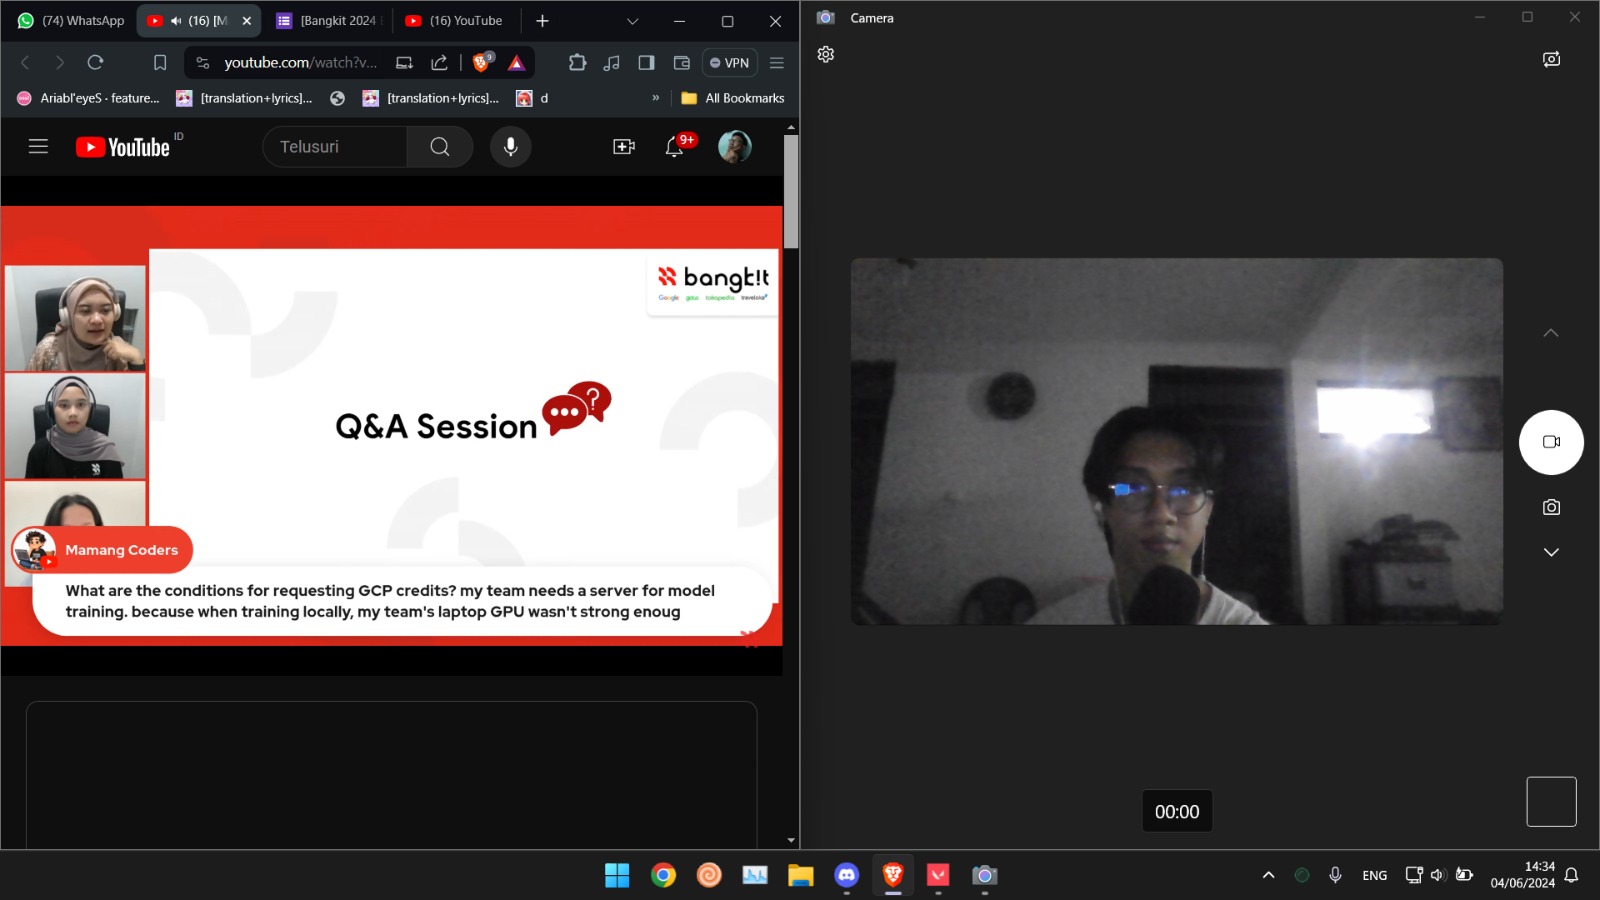 (74) WhatsApp
(16) [M
[Bangkit 2024
(16) YouTube
youtube.com/watch?v...
9
VPN
Ariabl'eyeS · feature...
[translation+lyrics]...
[translation+lyrics]...
d
»
All Bookmarks
YouTube ID
Telusuri
9+
bangk!t
Google goto tokopedia traveloka
Q&A Session
?
Mamang Coders
What are the conditions for requesting GCP credits? my team needs a server for model
training. because when training locally, my team's laptop GPU wasn't strong enoug
Camera
00:00
ENG
14:34
04/06/2024